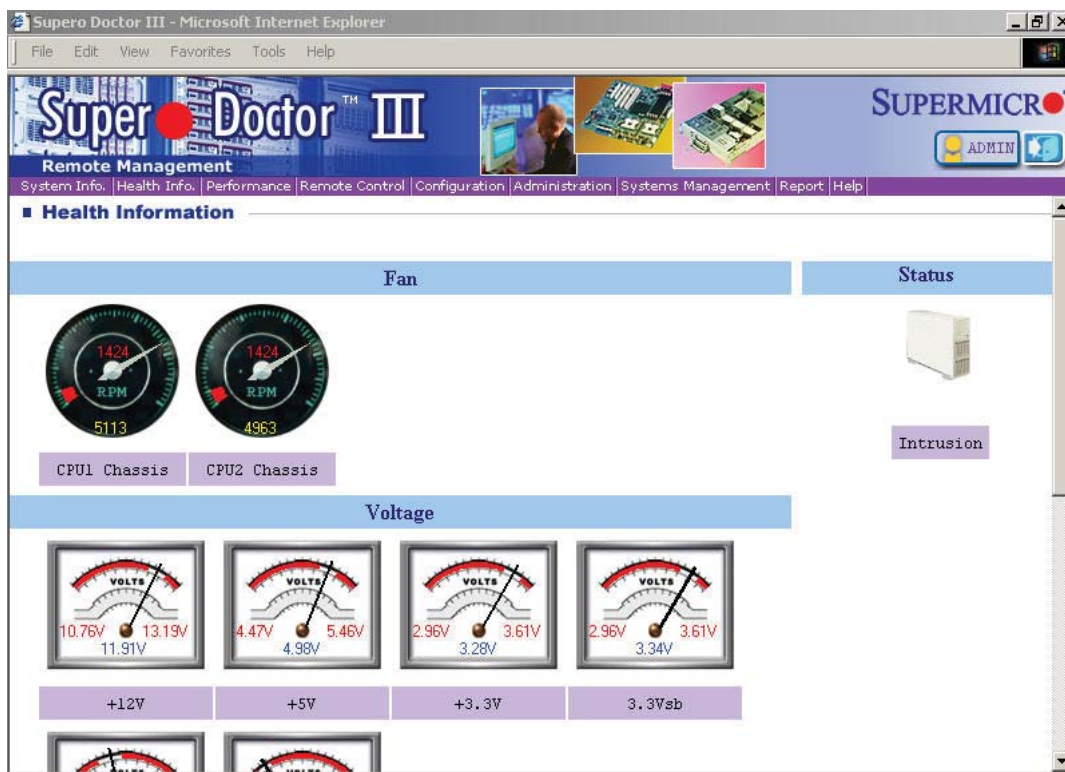 Supero Doctor III - Microsoft Internet Explorer
File Edit View Favorites Tools Help
Super Doctor™ III
SUPERMICR
ADMIN
Remote Management
System Info. Health Info. Performance Remote Control Configuration Administration Systems Management Report Help
Health Information
Fan
Status
1424
RPM
5113
1424
RPM
4963
CPU1 Chassis
CPU2 Chassis
Intrusion
Voltage
VOLTS
10.76V 13.19V
11.91V
VOLTS
4.47V 5.46V
4.98V
VOLTS
2.96V 3.61V
3.28V
VOLTS
2.96V 3.61V
3.34V
+12V
+5V
+3.3V
3.3Vsb
VOLTS
VOLTS